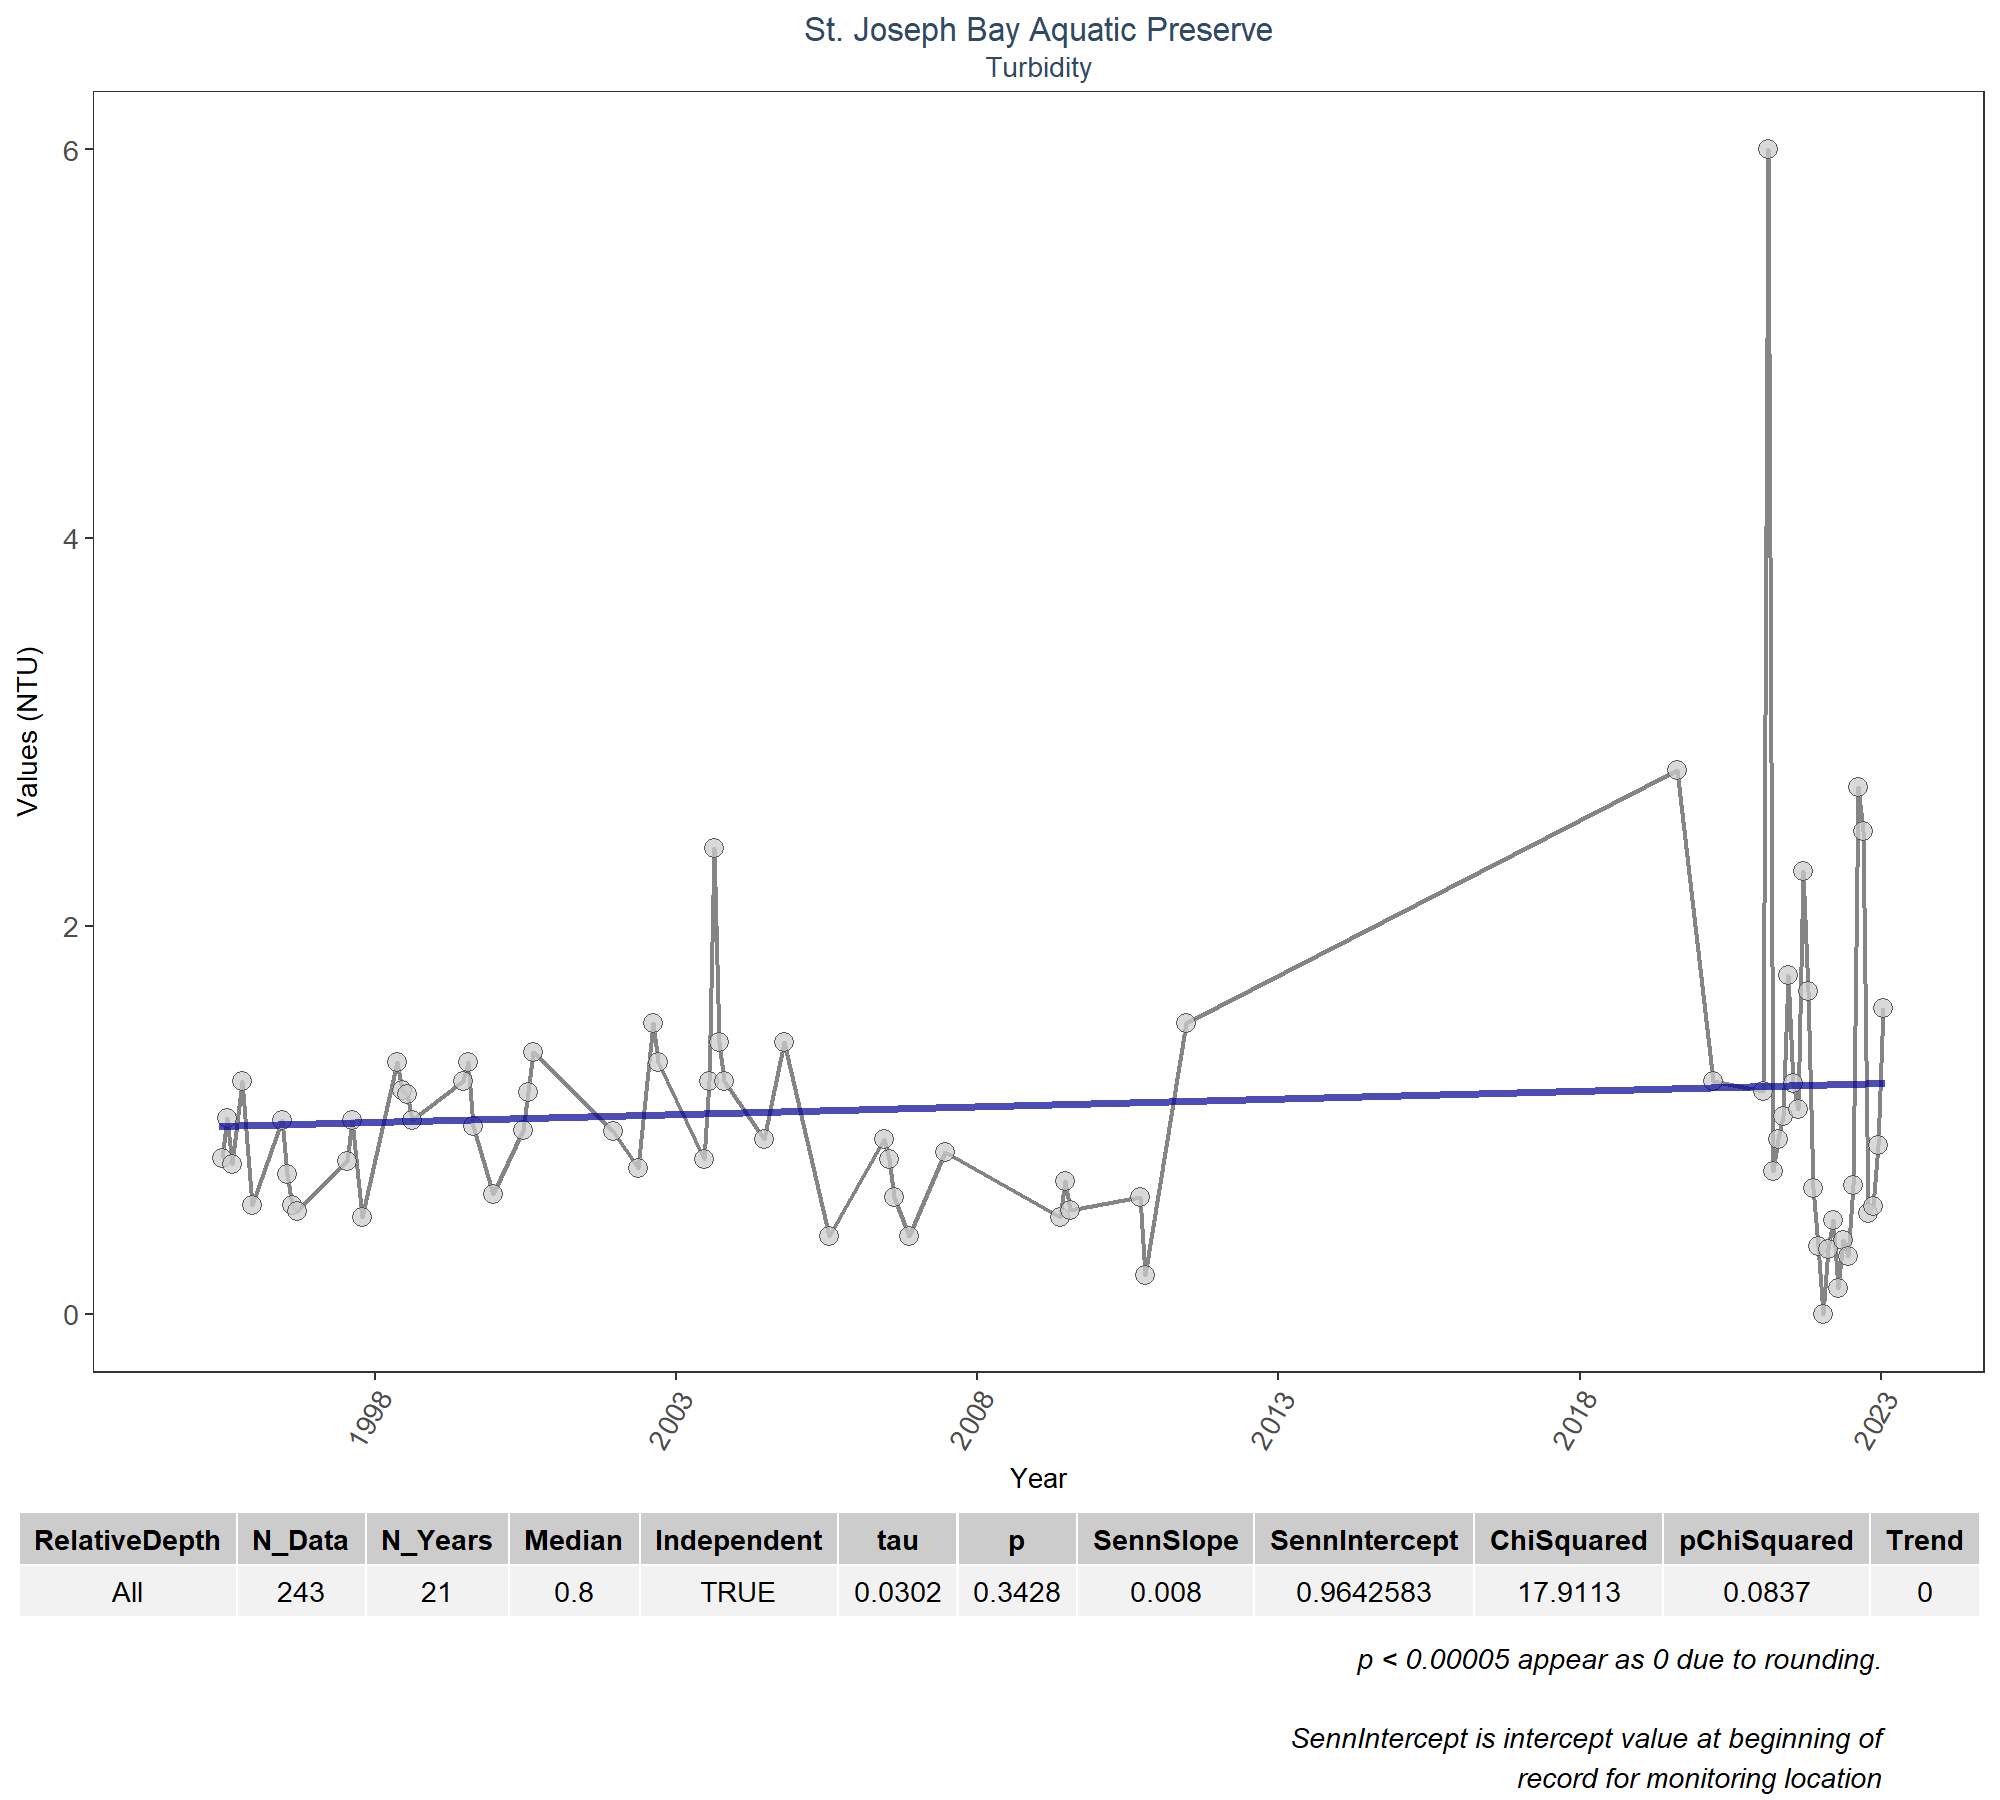 St. Joseph Bay Aquatic Preserve
Turbidity
6
4
2
0
Values (NTU)
1998
2003
2008
2013
2018
2023
Year
RelativeDepth N_Data N_Years Median Independent tau p SennSlope SennIntercept ChiSquared pChiSquared Trend
All 243 21 0.8 TRUE 0.0302 0.3428 0.008 0.9642583 17.9113 0.0837 0
p < 0.00005 appear as 0 due to rounding.
SennIntercept is intercept value at beginning of
record for monitoring location